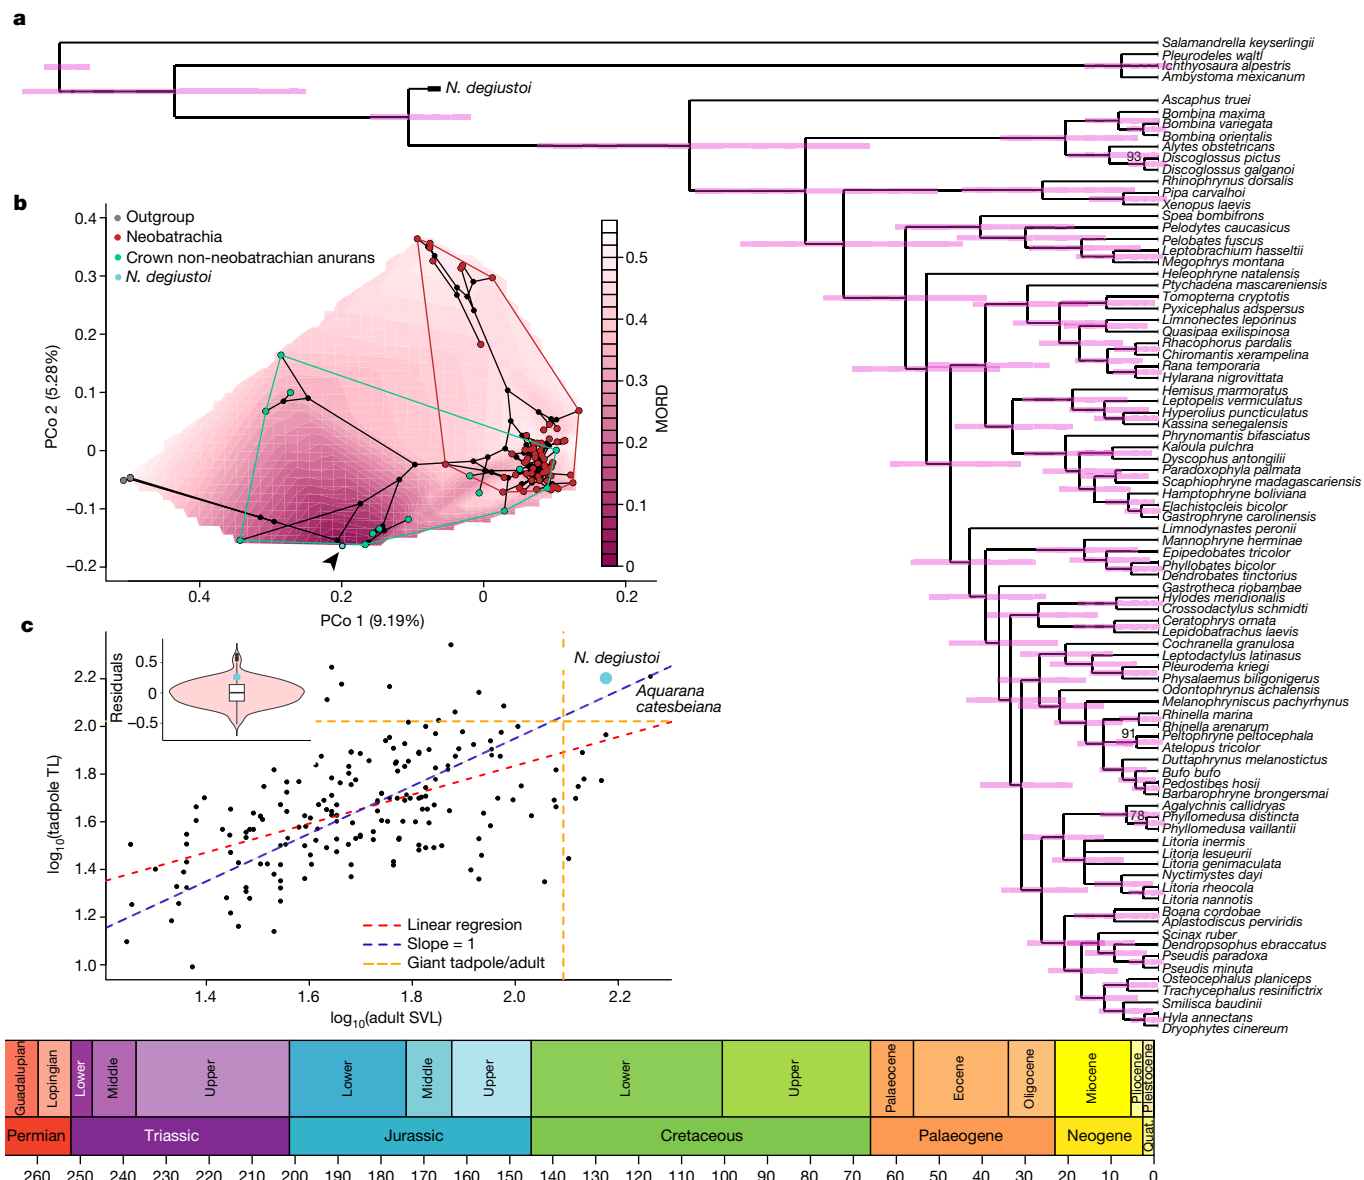 a
Salamandrella keyserlingii
Pleurodeles waltl
Ichthyosaura alpestris
Ambystoma mexicanum
N. degiustoi
Ascaphus truei
Bombina maxima
Bombina variegata
Bombina orientalis
Alytes obstetricans
93
Discoglossus pictus
Discoglossus galganoi
Rhinophrynus dorsalis
Pipa carvalhoi
Xenopus laevis
Spea bombifrons
Pelodytes caucasicus
Pelobates fuscus
Leptobrachium hasseltii
Megophrys montana
Heleophryne natalensis
Ptychadena mascareniensis
Tomopterna cryptotis
Pyxicephalus adspersus
Limnonectes leporinus
Quasipaa exilispinosa
Rhacophorus pardalis
Chiromantis xerampelina
Rana temporaria
Hylarana nigrovittata
Hemisus marmoratus
Leptopelis vermiculatus
Hyperolius puncticulatus
Kassina senegalensis
Phrynomantis bifasciatus
Kaloula pulchra
Dyscophus antongilii
Paradoxophyla palmata
Scaphiophryne madagascariensis
Hamptophryne boliviana
Elachistocleis bicolor
Gastrophryne carolinensis
Limnodynastes peronii
Mannophryne herminae
Epipedobates tricolor
Phyllobates bicolor
Dendrobates tinctorius
Gastrotheca riobambae
Hylodes meridionalis
Crossodactylus schmidti
Ceratophrys ornata
Lepidobatrachus laevis
Cochranella granulosa
Leptodactylus latinasus
Pleurodema kriegi
Physalaemus biligonigerus
Odontophrynus achalensis
Melanophryniscus pachyrhynus
Rhinella marina
Rhinella arenarum
91
Peltophryne peltocephala
Atelopus tricolor
Duttaphrynus melanostictus
Bufo bufo
Pedostibes hosii
Barbarophryne brongersmai
Agalychnis callidryas
78
Phyllomedusa distincta
Phyllomedusa vaillantii
Litoria inermis
Litoria lesueurii
Litoria genimaculata
Nyctimystes dayi
Litoria rheocola
Litoria nannotis
Boana cordobae
Aplastodiscus perviridis
Scinax ruber
Dendropsophus ebraccatus
Pseudis paradoxa
Pseudis minuta
Osteocephalus planiceps
Trachycephalus resinifictrix
Smilisca baudinii
Hyla annectans
Dryophytes cinereum
b
Outgroup
Neobatrachia
Crown non-neobatrachian anurans
N. degiustoi
0.4
0.3
0.2
0.1
0
–0.1
–0.2
PCo 2 (5.28%)
0.4
0.2
0
0.2
PCo 1 (9.19%)
0.5
0.4
0.3
0.2
0.1
0
MORD
c
Residuals
0.5
0
–0.5
N. degiustoi
Aquarana
catesbeiana
2.2
2.0
1.8
1.6
1.4
1.2
1.0
log10(tadpole TL)
Linear regresion
Slope = 1
Giant tadpole/adult
1.4
1.6
1.8
2.0
2.2
log10(adult SVL)
Guadalupian
Lopingian
Lower
Middle
Upper
Lower
Middle
Upper
Lower
Upper
Palaeocene
Eocene
Oligocene
Miocene
Pliocene
Pleistocene
Permian
Triassic
Jurassic
Cretaceous
Palaeogene
Neogene
Quat.
260 250 240 230 220 210 200 190 180 170 160 150 140 130 120 110 100 90 80 70 60 50 40 30 20 10 0